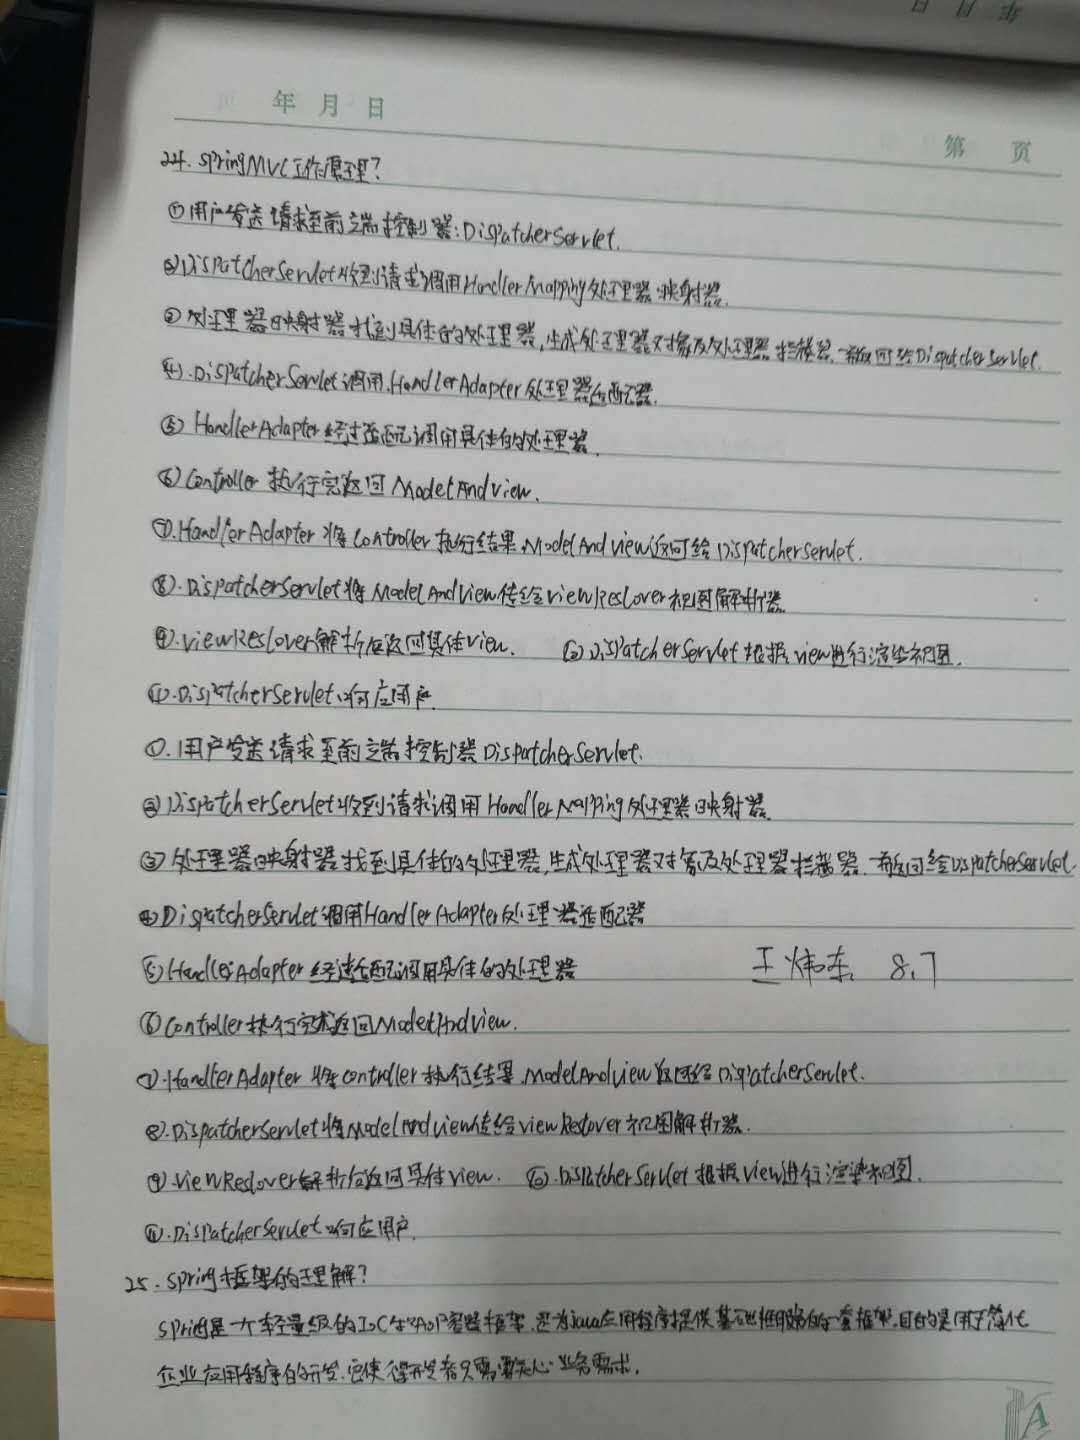 年 日 日
年 月 日
第 页
24. SpringMVC工作原理?
①用户发送请求至前端控制器:DispatcherServlet.
②DispatcherServlet收到请求调用HandlerMapping处理器映射器.
③处理器映射器找到具体的处理器,生成处理器对象及处理器拦截器.一并返回给DispatcherServlet.
④.DispatcherServlet调用HandlerAdapter处理器适配器.
⑤HandlerAdapter经过适配调用具体的处理器.
⑥Controller执行完返回ModelAndView.
⑦.HandlerAdapter将controller执行结果ModelAndView返回给DispatcherServlet.
⑧.DispatcherServlet将ModelAndView传给ViewReslover视图解析器
⑨.ViewReslover解析后返回具体View. ⑩DispatcherServlet根据view进行渲染视图.
⑪.DispatcherServlet响应用户.
①.用户发送请求至前端控制器DispatcherServlet.
②DispatcherServlet收到请求调用HandlerMapping处理器映射器.
③处理器映射器找到具体的处理器,生成处理器对象及处理器拦截器.一并返回给DispatcherServlet.
④DispatcherServlet调用HandlerAdapter处理器适配器
⑤HandlerAdapter经过适配调用具体的处理器 王炜东 8.7
⑥Controller执行完成返回ModelAndView.
⑦.HandlerAdapter将controller执行结果ModelAndView返回给DispatcherServlet.
⑧.DispatcherServlet将ModelAndView传给viewReslover视图解析器.
⑨.ViewReslover解析后返回具体View. ⑩.DispatcherServlet根据View进行渲染视图.
⑪.DispatcherServlet响应用户.
25.spring框架的理解?
spring是一个轻量级的IoC与AOP容器框架.是为java应用程序提供基础性服务的一套框架.目的是用于简化
企业应用程序的开发.它使得开发者只需要关心业务需求.